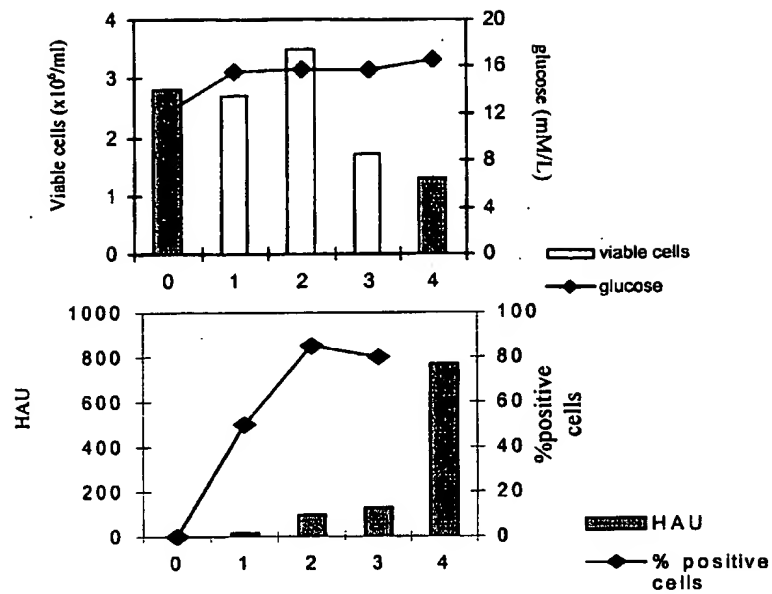 Viable cells (x10⁶/ml)
4
3
2
1
0
20
16
12
8
4
0
glucose (mM/L)
0 1 2 3 4
viable cells
glucose
HAU
1000
800
600
400
200
0
100
80
60
40
20
0
%positive
cells
0 1 2 3 4
HAU
% positive
cells